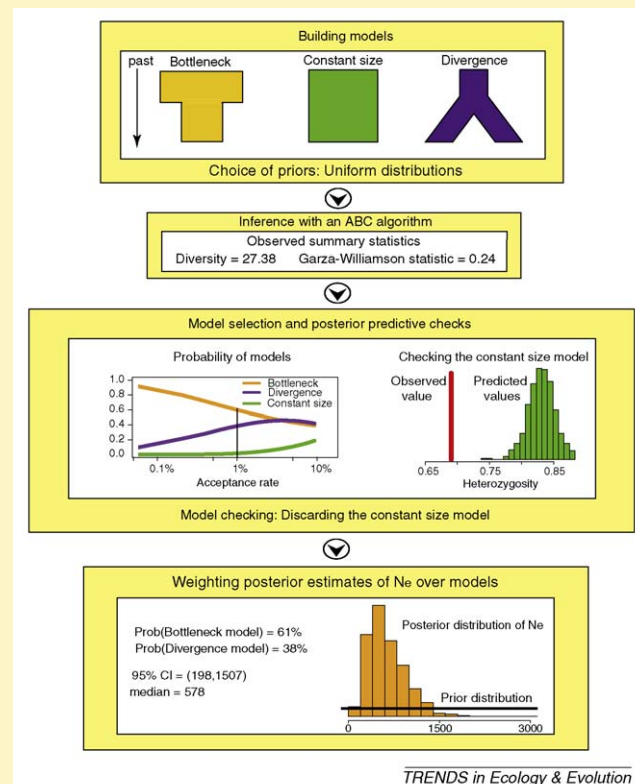 Building models
past
Bottleneck
Constant size
Divergence
Choice of priors: Uniform distributions
Inference with an ABC algorithm
Observed summary statistics
Diversity = 27.38 Garza-Williamson statistic = 0.24
Model selection and posterior predictive checks
Probability of models
1.0
0.8
0.6
0.4
0.2
0.0
Bottleneck
Divergence
Constant size
0.1% 1% 10%
Acceptance rate
Checking the constant size model
Observed
value
Predicted
values
0.65 0.75 0.85
Heterozygosity
Model checking: Discarding the constant size model
Weighting posterior estimates of Ne over models
Prob(Bottleneck model) = 61%
Prob(Divergence model) = 38%
95% CI = (198,1507)
median = 578
Posterior distribution of Ne
Prior distribution
0 1500 3000
TRENDS in Ecology & Evolution